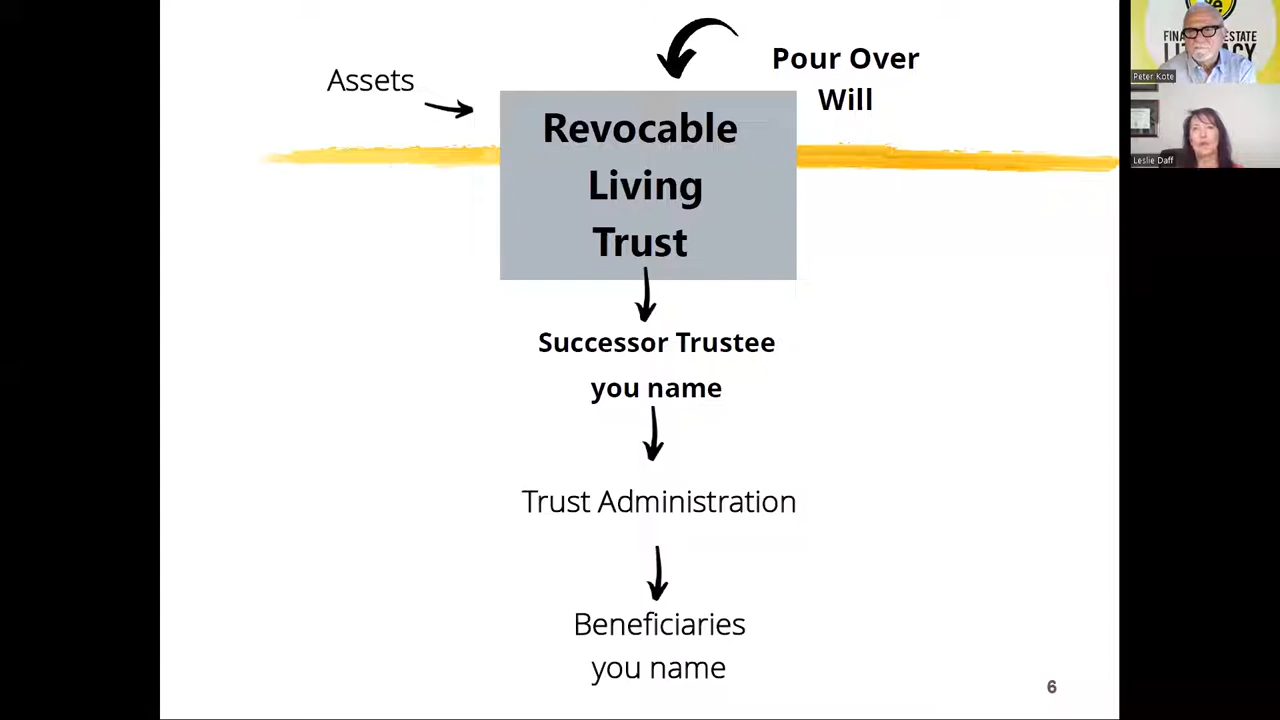 Assets
Pour Over
Will
Revocable
Living
Trust
Successor Trustee
you name
Trust Administration
Beneficiaries
you name
6
Peter Kote
Leslie Daff